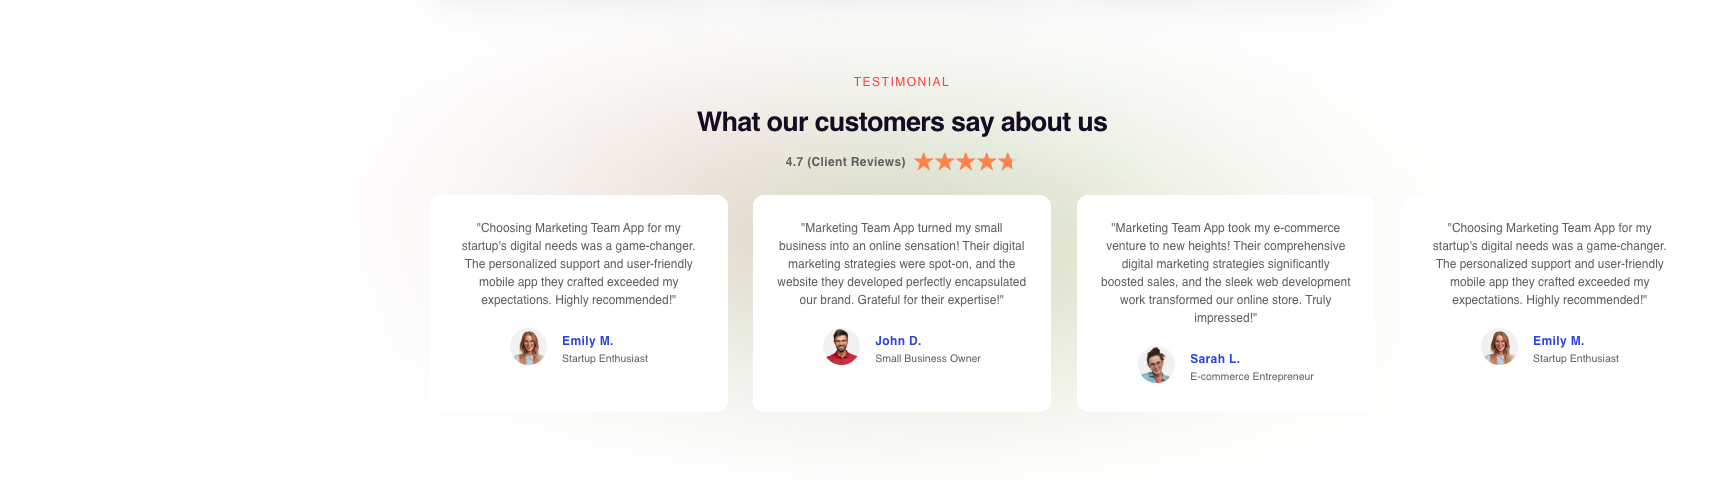 TESTIMONIAL
What our customers say about us
4.7 (Client Reviews)
"Choosing Marketing Team App for my
startup's digital needs was a game-changer.
The personalized support and user-friendly
mobile app they crafted exceeded my
expectations. Highly recommended!"
Emily M.
Startup Enthusiast
"Marketing Team App turned my small
business into an online sensation! Their digital
marketing strategies were spot-on, and the
website they developed perfectly encapsulated
our brand. Grateful for their expertise!"
John D.
Small Business Owner
"Marketing Team App took my e-commerce
venture to new heights! Their comprehensive
digital marketing strategies significantly
boosted sales, and the sleek web development
work transformed our online store. Truly
impressed!"
Sarah L.
E-commerce Entrepreneur
"Choosing Marketing Team App for my
startup's digital needs was a game-changer.
The personalized support and user-friendly
mobile app they crafted exceeded my
expectations. Highly recommended!"
Emily M.
Startup Enthusiast